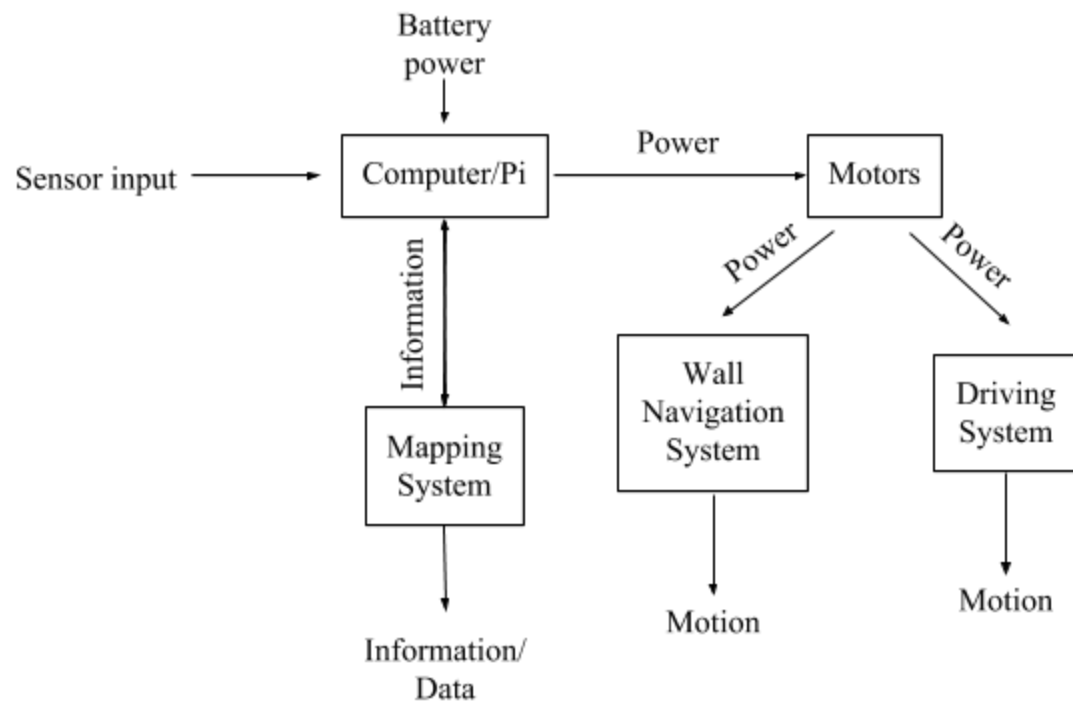 Battery
power
Sensor input
Computer/Pi
Power
Motors
Information
Power
Power
Mapping
System
Wall
Navigation
System
Driving
System
Information/
Data
Motion
Motion